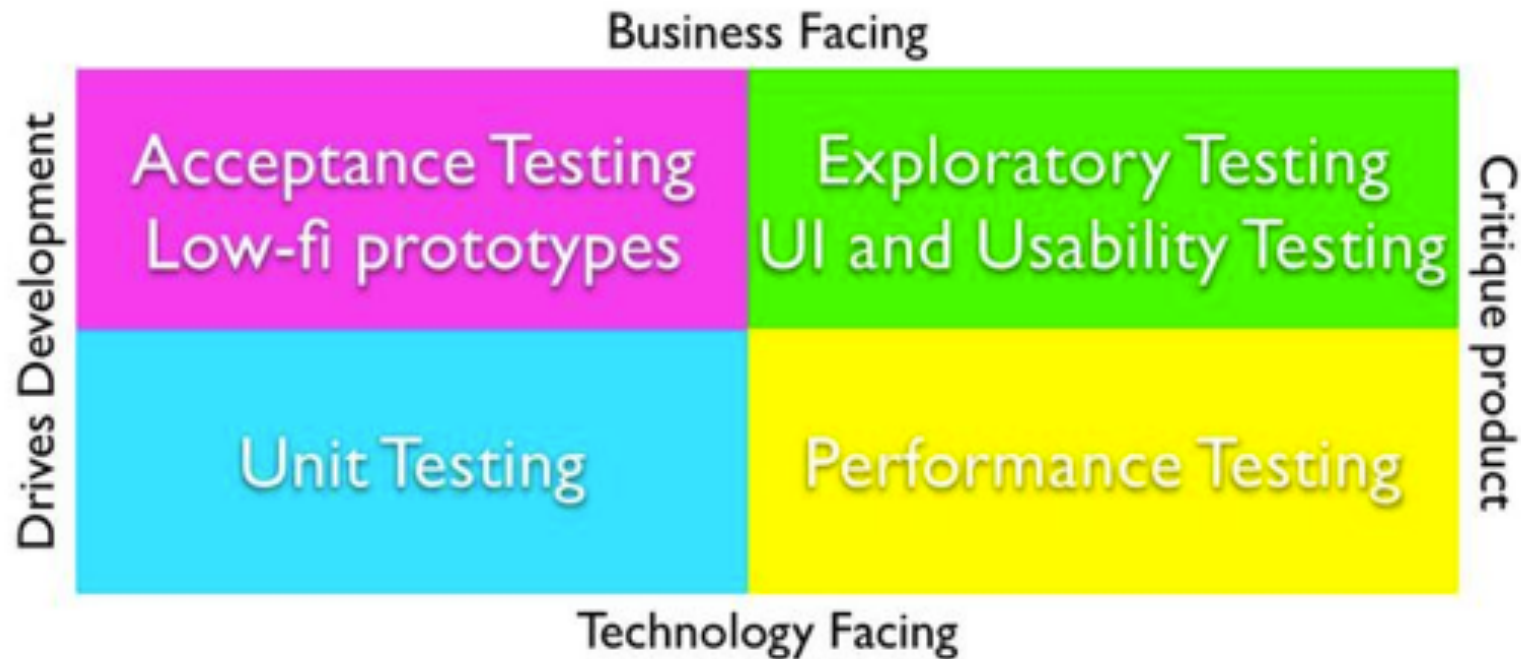 Business Facing
Drives Development
Acceptance Testing
Low-fi prototypes
Exploratory Testing
UI and Usability Testing
Critique product
Unit Testing
Performance Testing
Technology Facing